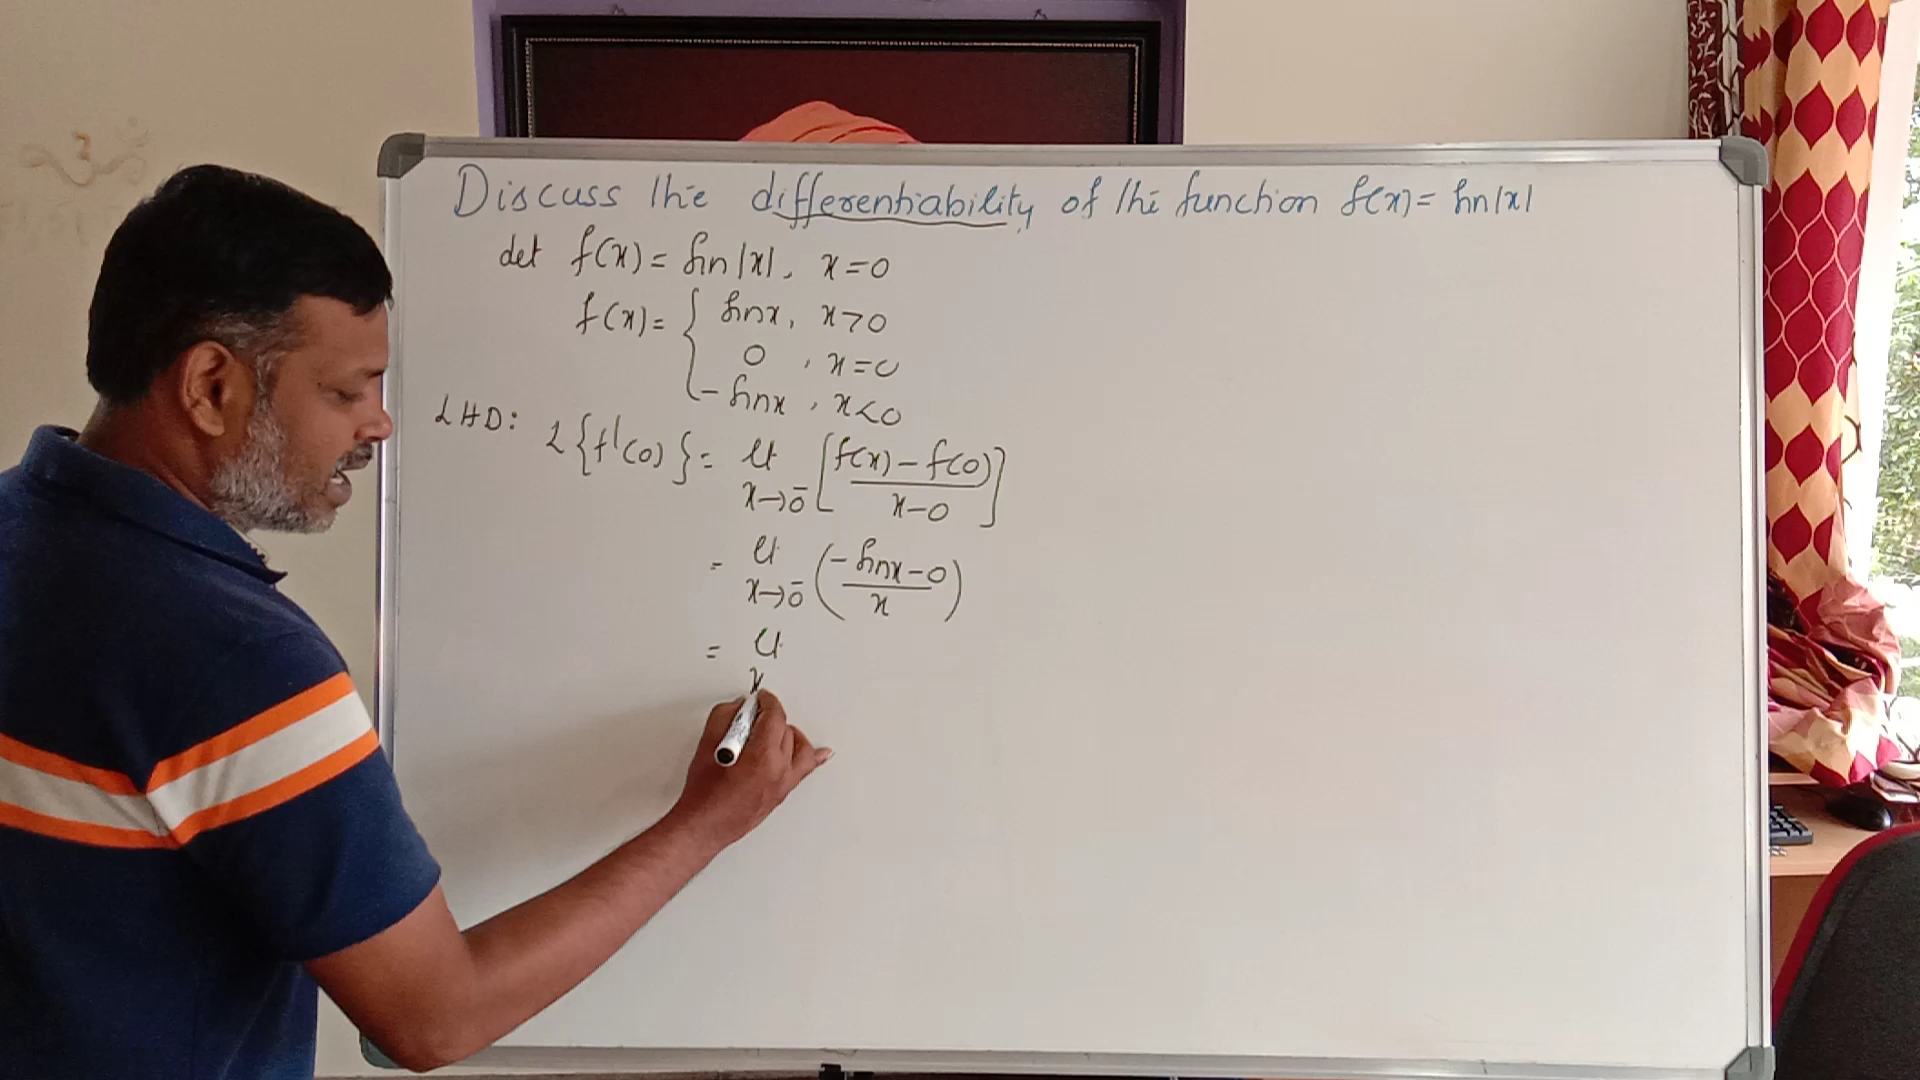 Discuss the differentiability of the function f(x) = sin|x|
Let f(x) = sin|x|, x=0
f(x) = { sinx, x>0
0, x=0
-sinx, x<0
LHD: L{f'(0)} = Lt x→0⁻ [f(x)-f(0) / x-0]
= Lt x→0⁻ (-sinx-0 / x)
= Lt
x